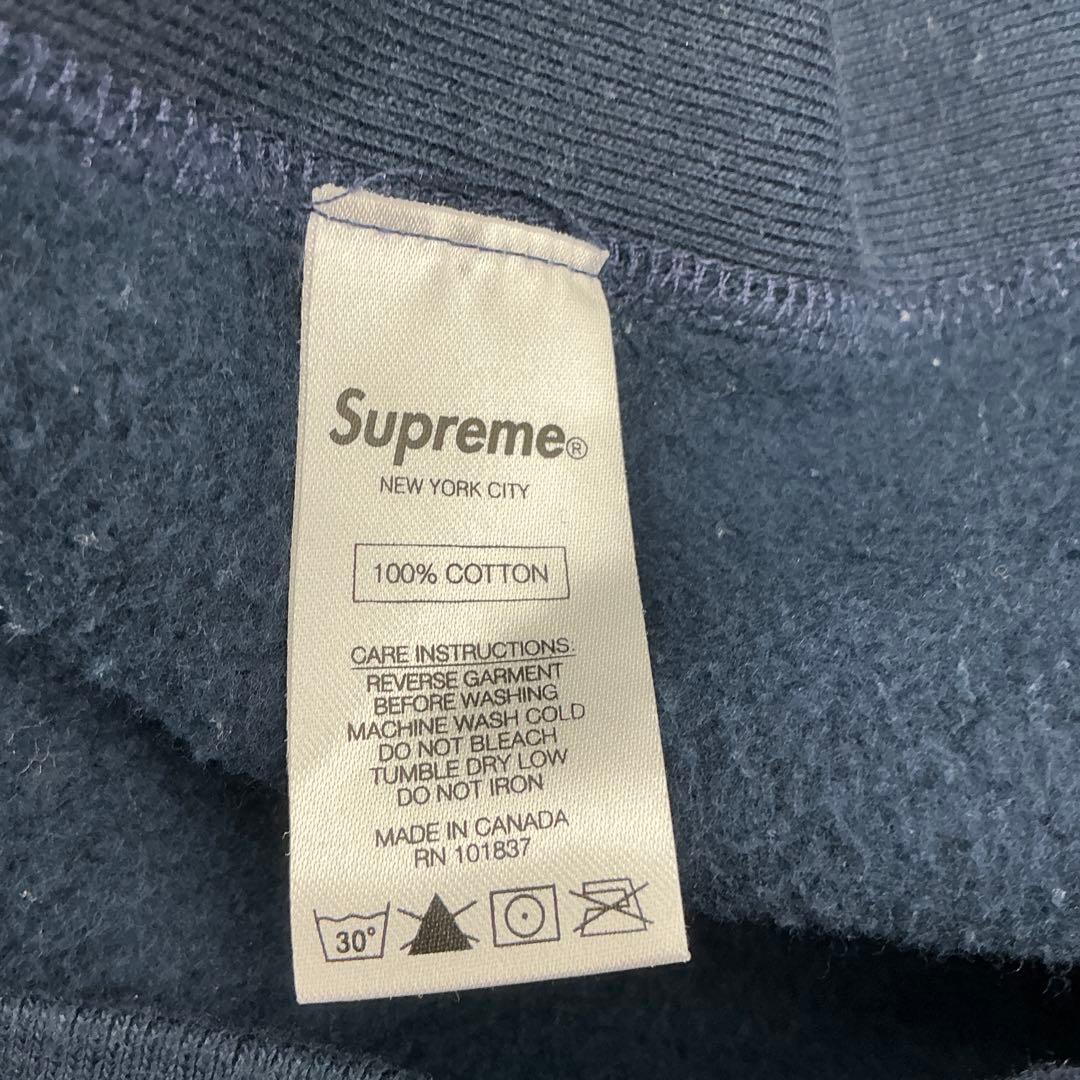 Supreme®
NEW YORK CITY
100% COTTON
CARE INSTRUCTIONS:
REVERSE GARMENT
BEFORE WASHING
MACHINE WASH COLD
DO NOT BLEACH
TUMBLE DRY LOW
DO NOT IRON
MADE IN CANADA
RN 101837
30°